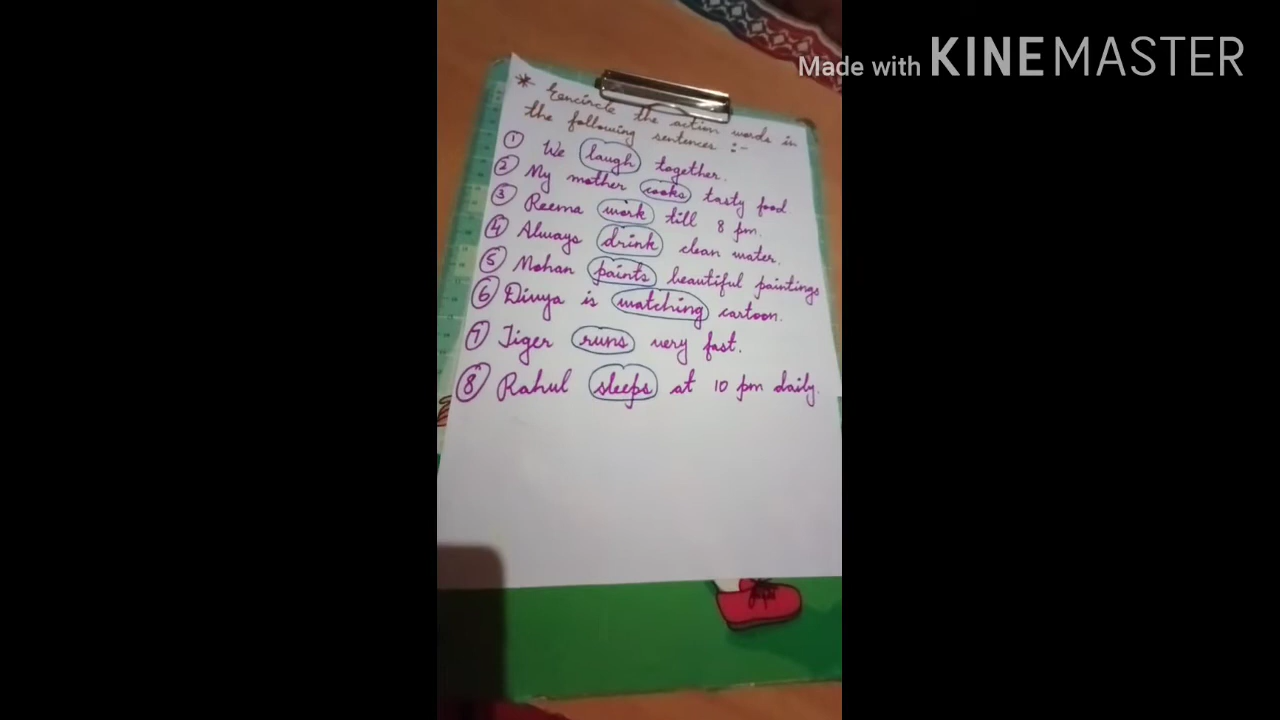 Made with KINEMASTER
* Encircle the action words in
the following sentences :-
① We laugh together.
② My mother cooks tasty food.
③ Reema work till 8 pm.
④ Always drink clean water.
⑤ Mohan paints beautiful paintings
⑥ Divya is watching cartoon.
⑦ Tiger runs very fast.
⑧ Rahul sleeps at 10 pm daily.